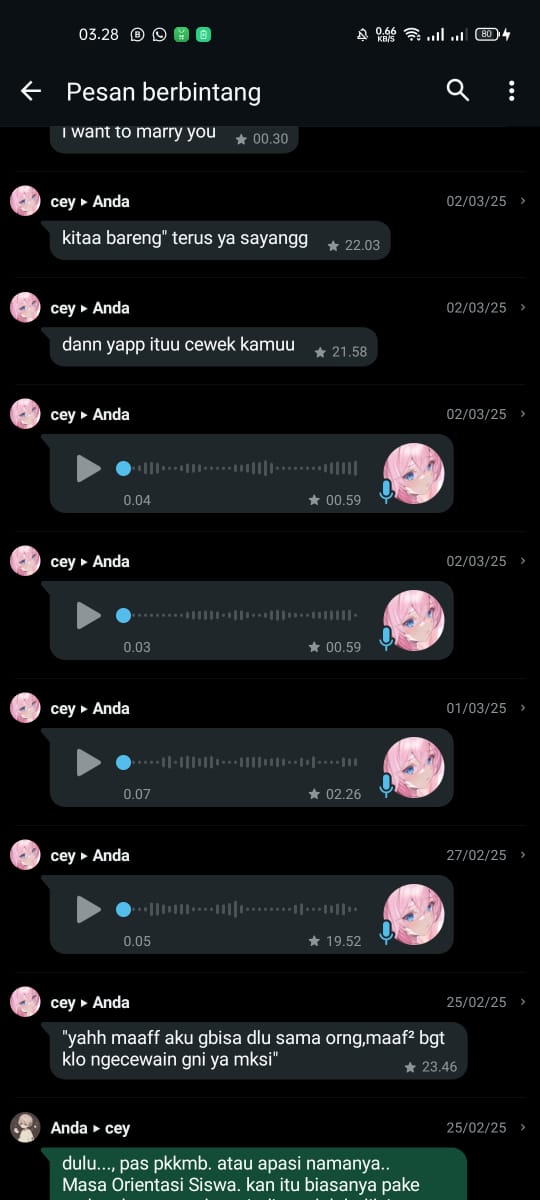 03.28
0.66
KB/S
80
Pesan berbintang
I want to marry you
00.30
cey ▸ Anda
02/03/25
kitaa bareng" terus ya sayangg
22.03
cey ▸ Anda
02/03/25
dann yapp ituu cewek kamuu
21.58
cey ▸ Anda
02/03/25
0.04
00.59
cey ▸ Anda
02/03/25
0.03
00.59
cey ▸ Anda
01/03/25
0.07
02.26
cey ▸ Anda
27/02/25
0.05
19.52
cey ▸ Anda
25/02/25
"yahh maaff aku gbisa dlu sama orng,maaf² bgt
klo ngecewain gni ya mksi"
23.46
Anda ▸ cey
25/02/25
dulu..., pas pkkmb. atau apasi namanya..
Masa Orientasi Siswa. kan itu biasanya pake